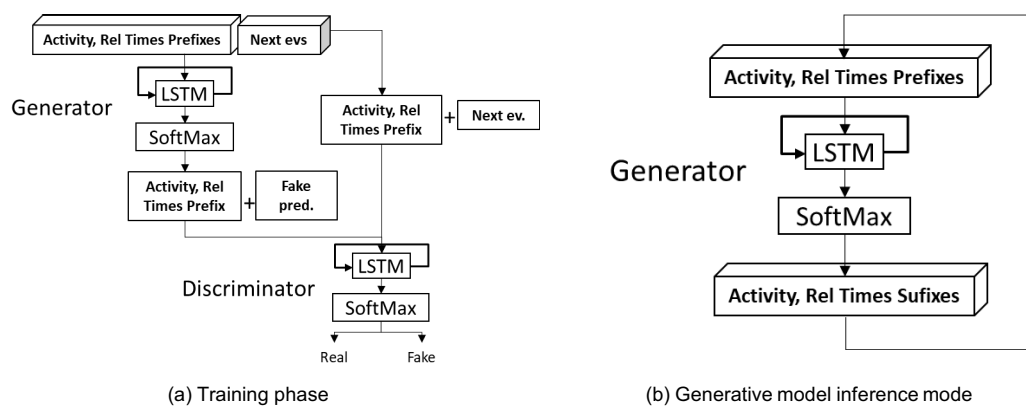 Activity, Rel Times Prefixes
Next evs
Generator
LSTM
SoftMax
Activity, Rel
Times Prefix
+
Fake
pred.
Activity, Rel
Times Prefix
+
Next ev.
Discriminator
LSTM
SoftMax
Real
Fake
(a) Training phase
Activity, Rel Times Prefixes
Generator
LSTM
SoftMax
Activity, Rel Times Sufixes
(b) Generative model inference mode